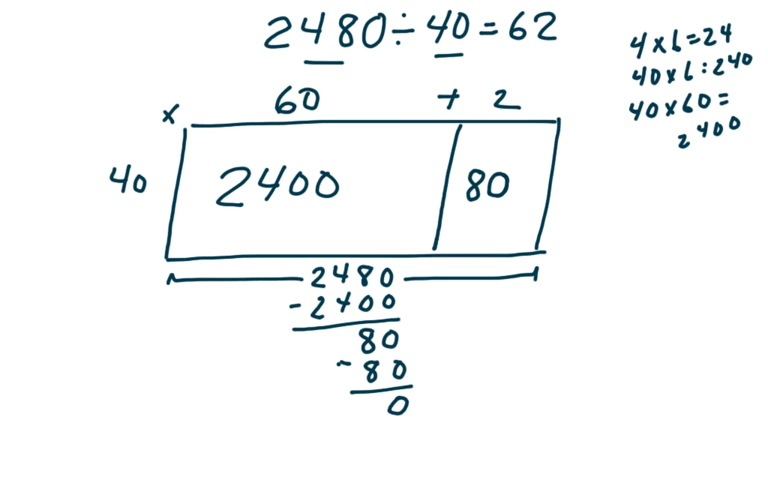 2480 ÷ 40 = 62
4 x 6 = 24
40 x 6 = 240
40 x 60 =
2400
x 60 + 2
40 2400 80
2480
- 2400
80
- 80
0